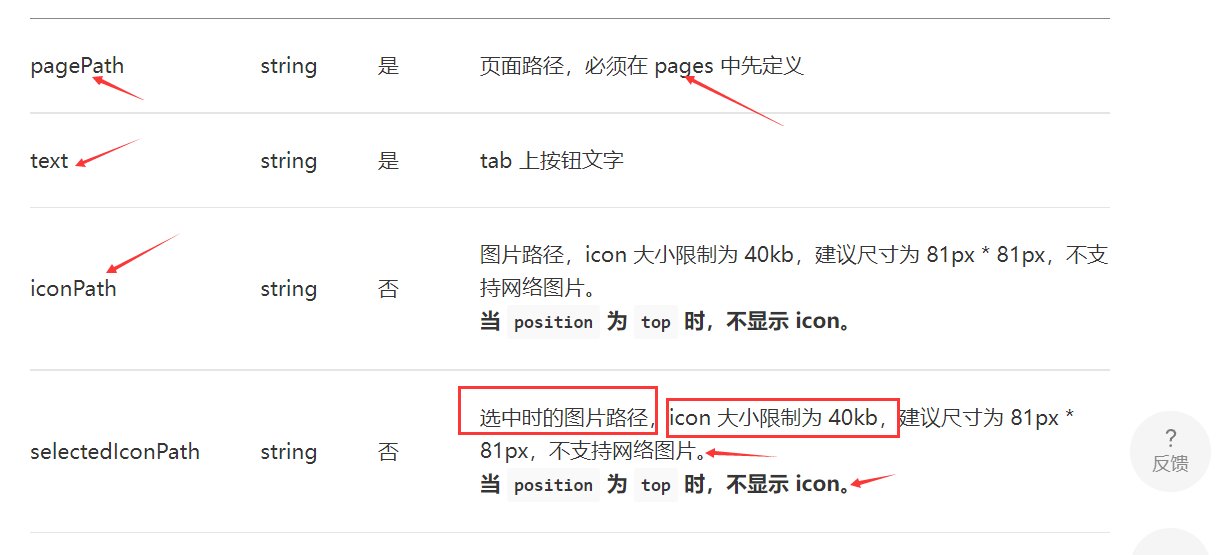 pagePath string 是 页面路径，必须在 pages 中先定义
text string 是 tab 上按钮文字
图片路径，icon 大小限制为 40kb，建议尺寸为 81px * 81px，不支
iconPath string 否 持网络图片。
当 position 为 top 时，不显示 icon。
选中时的图片路径，icon 大小限制为 40kb，建议尺寸为 81px *
selectedIconPath string 否 81px，不支持网络图片。
当 position 为 top 时，不显示 icon。
?
反馈